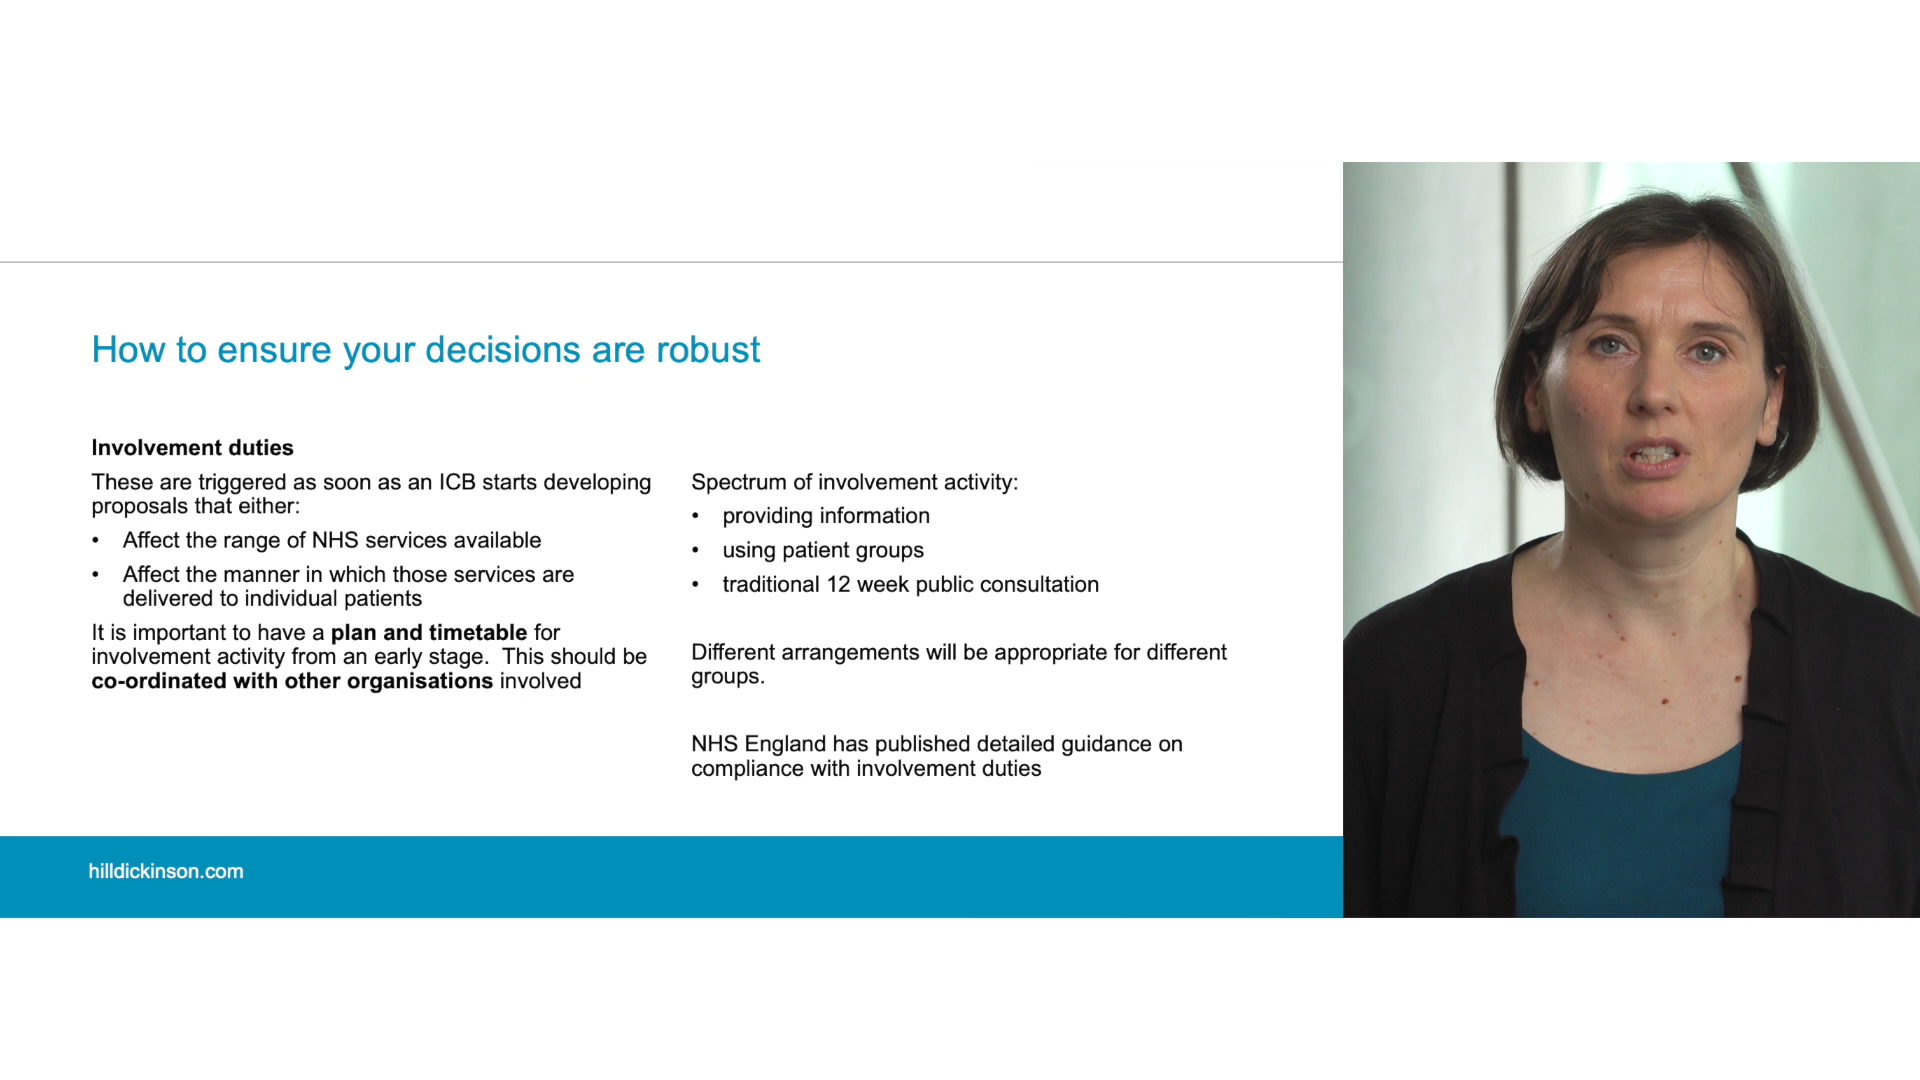 How to ensure your decisions are robust
Involvement duties
These are triggered as soon as an ICB starts developing
proposals that either:
• Affect the range of NHS services available
• Affect the manner in which those services are
delivered to individual patients
It is important to have a plan and timetable for
involvement activity from an early stage.  This should be
co-ordinated with other organisations involved
Spectrum of involvement activity:
• providing information
• using patient groups
• traditional 12 week public consultation
Different arrangements will be appropriate for different
groups.
NHS England has published detailed guidance on
compliance with involvement duties
hilldickinson.com